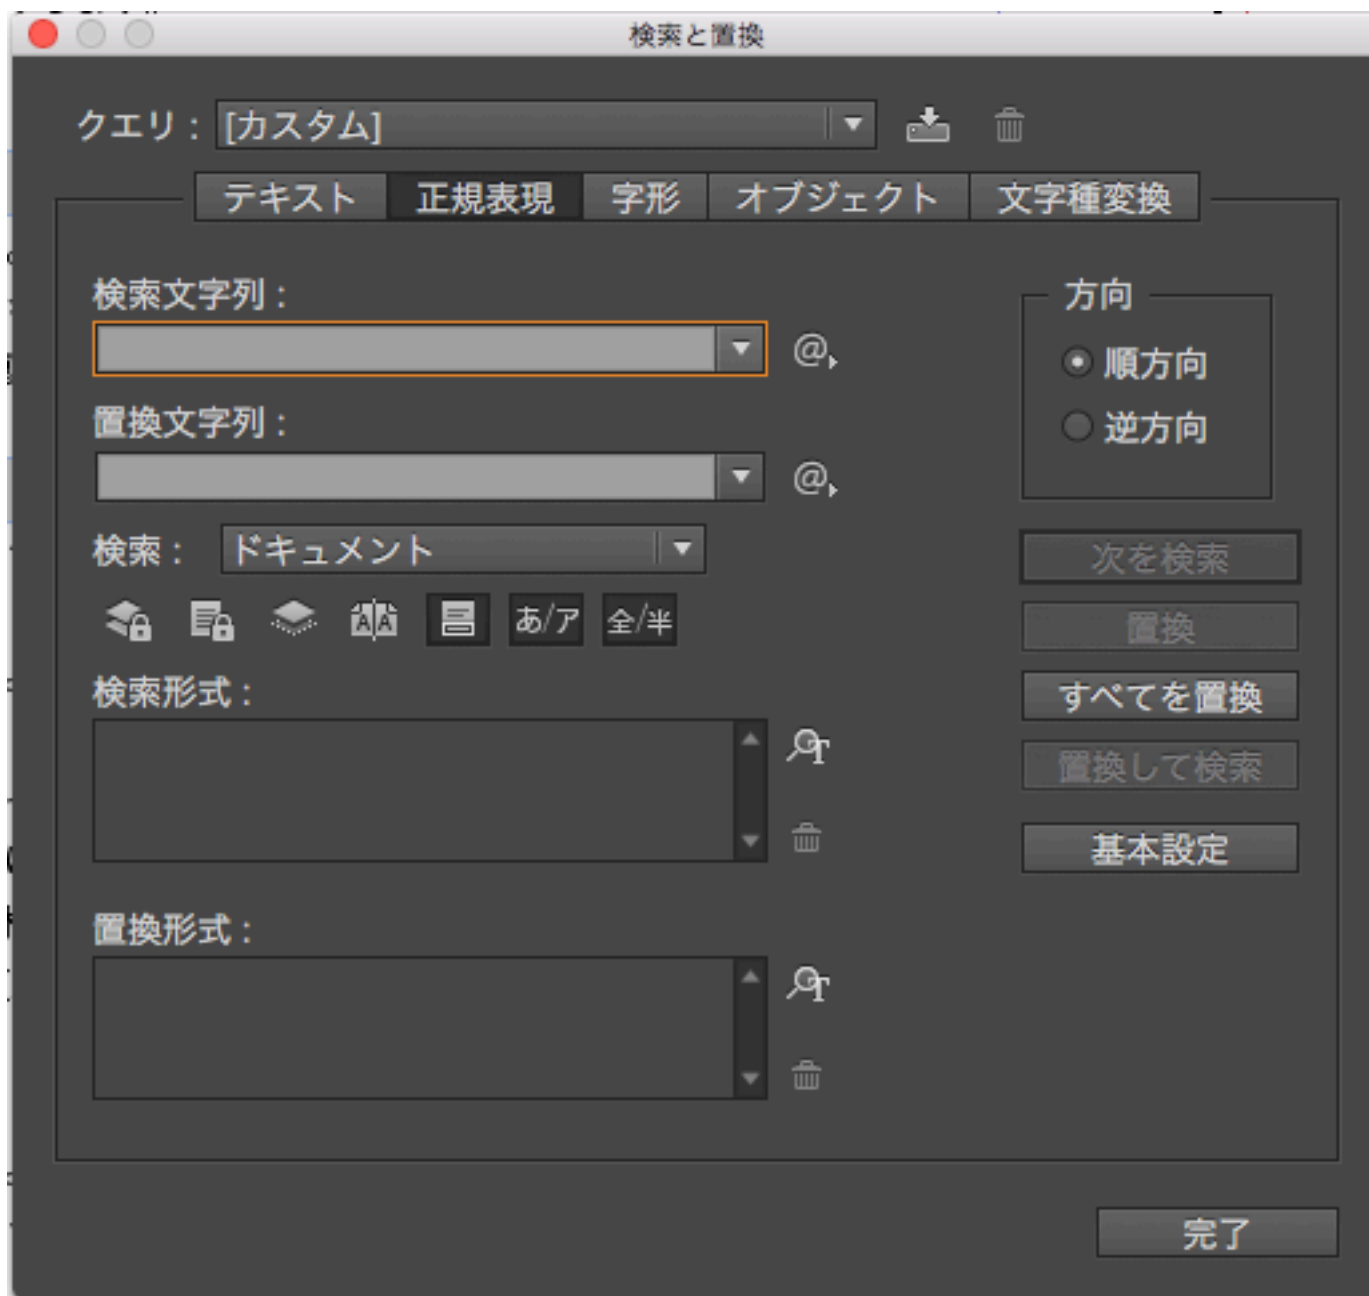 検索と置換
クエリ：[カスタム]
テキスト 正規表現 字形 オブジェクト 文字種変換
検索文字列：
@
置換文字列：
@
検索：ドキュメント
あ/ア 全/半
検索形式：
置換形式：
方向
順方向
逆方向
次を検索
置換
すべてを置換
置換して検索
基本設定
完了